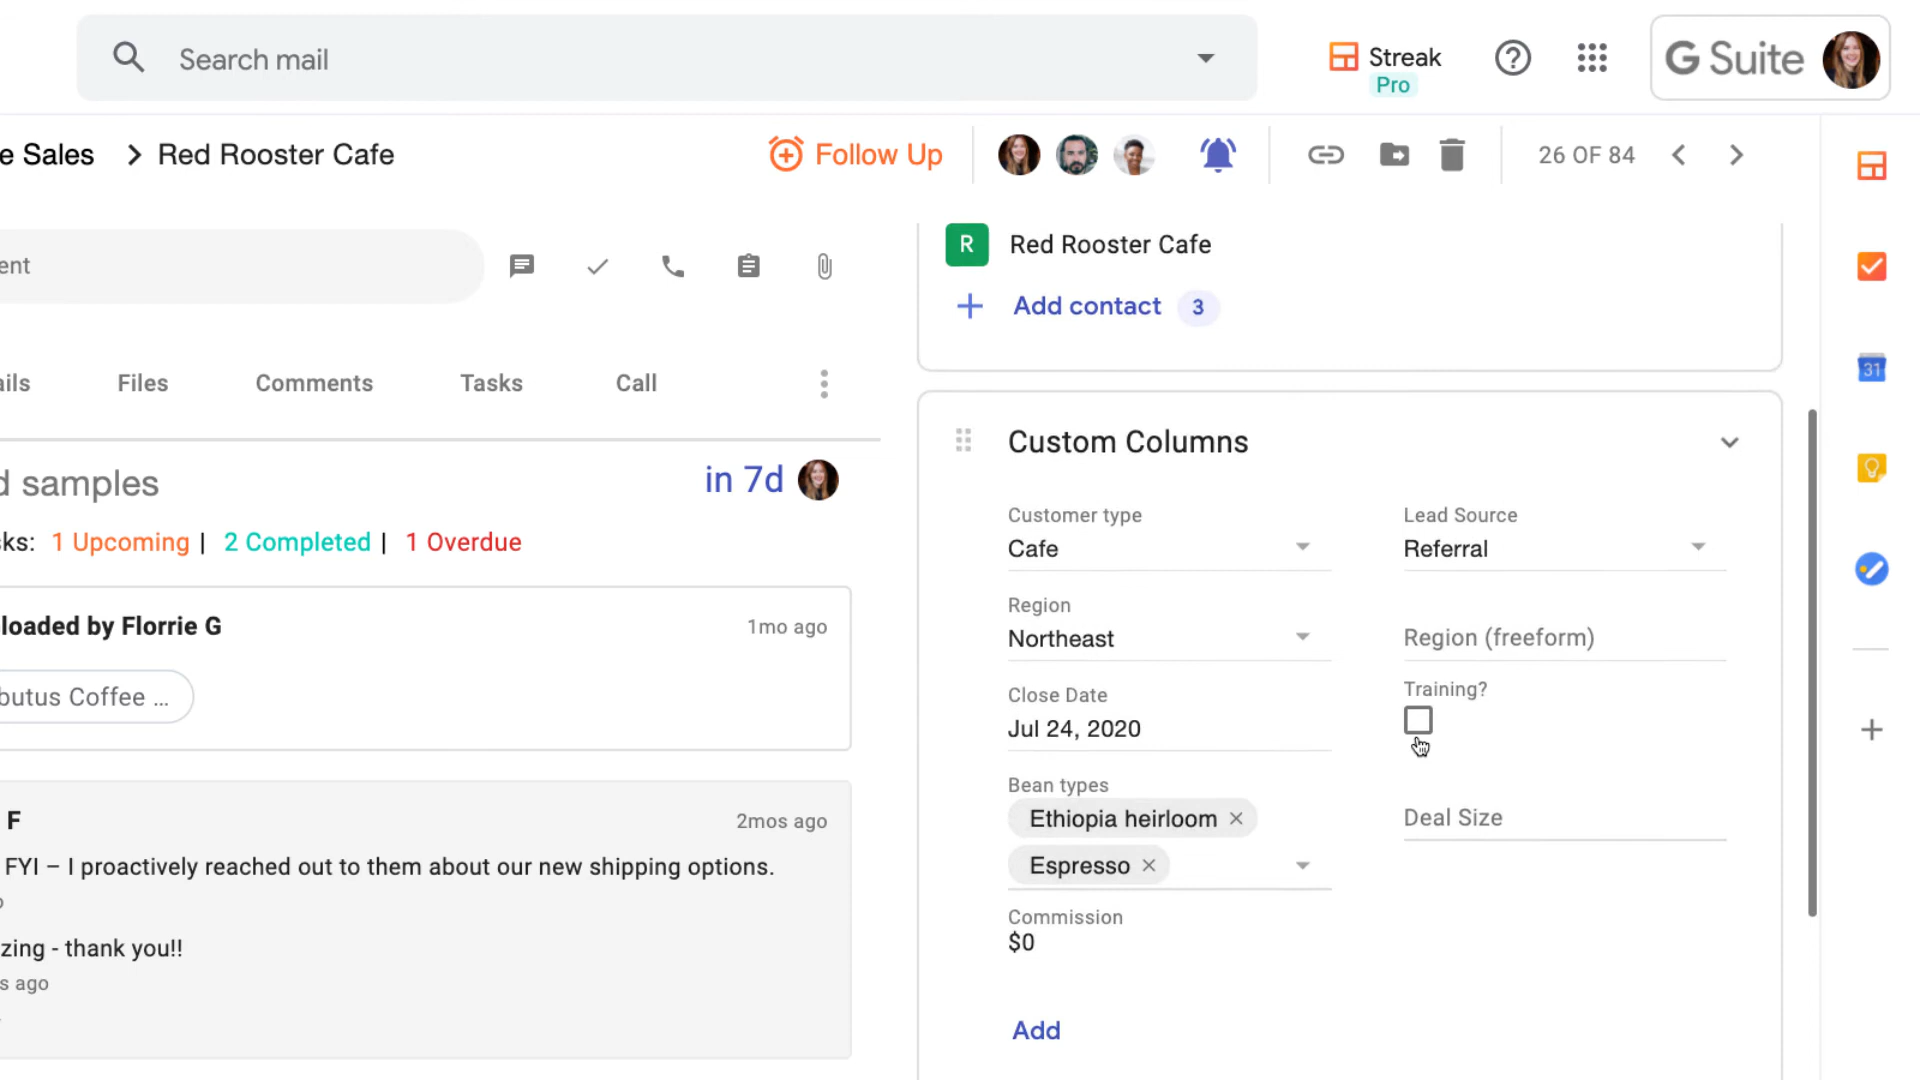 Search mail
Streak
Pro
G Suite
e Sales
Red Rooster Cafe
Follow Up
26 OF 84
ent
R
Red Rooster Cafe
Add contact
3
ails
Files
Comments
Tasks
Call
31
Custom Columns
d samples
in 7d
Customer type
Cafe
Lead Source
Referral
ks: 1 Upcoming | 2 Completed | 1 Overdue
Region
Northeast
Region (freeform)
loaded by Florrie G
1mo ago
Close Date
Jul 24, 2020
Training?
butus Coffee ...
Bean types
Ethiopia heirloom
Espresso
Deal Size
F
2mos ago
FYI – I proactively reached out to them about our new shipping options.
o
Commission
$0
zing - thank you!!
s ago
Add